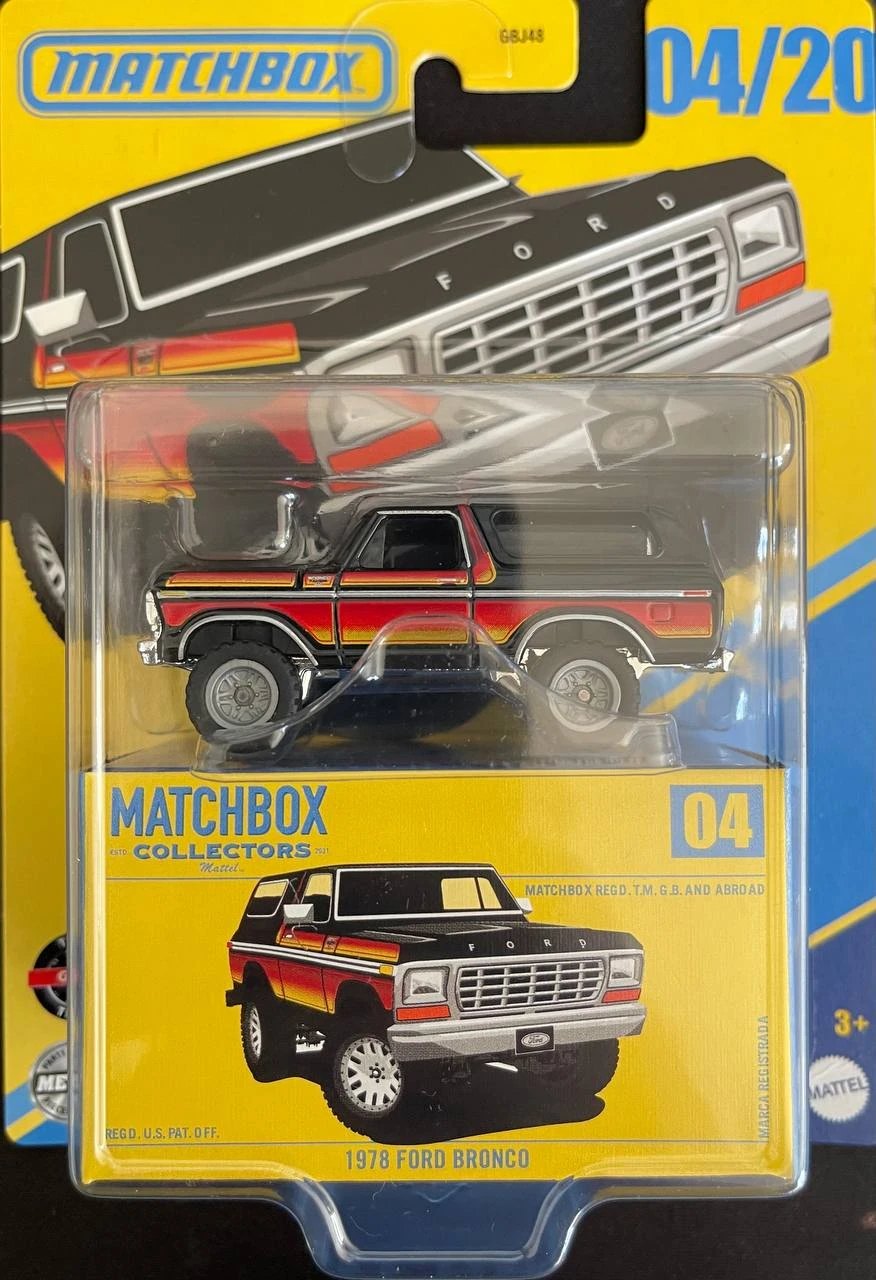 MATCHBOX
GBJ48
04/20
F O R D
MATCHBOX
04
ESTD. COLLECTORS
Mattel
MATCHBOX REGD. T.M. G.B. AND ABROAD
F O R D
Ford
3+
MARCA REGISTRADA
MATTEL
REGD. U.S. PAT. OFF.
1978 FORD BRONCO